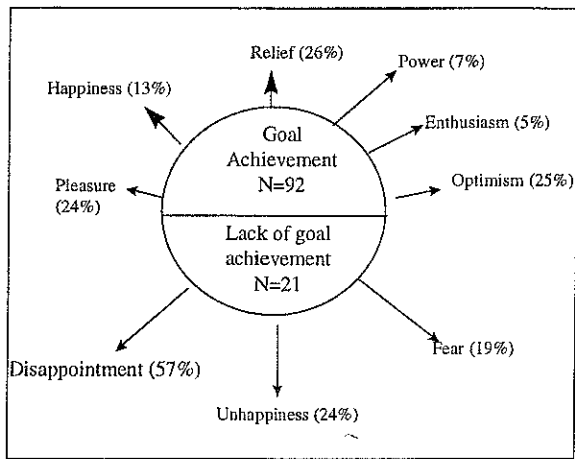 Relief (26%)
Power (7%)
Happiness (13%)
Enthusiasm (5%)
Goal
Achievement
N=92
Pleasure
(24%)
Optimism (25%)
Lack of goal
achievement
N=21
Fear (19%)
Disappointment (57%)
Unhappiness (24%)